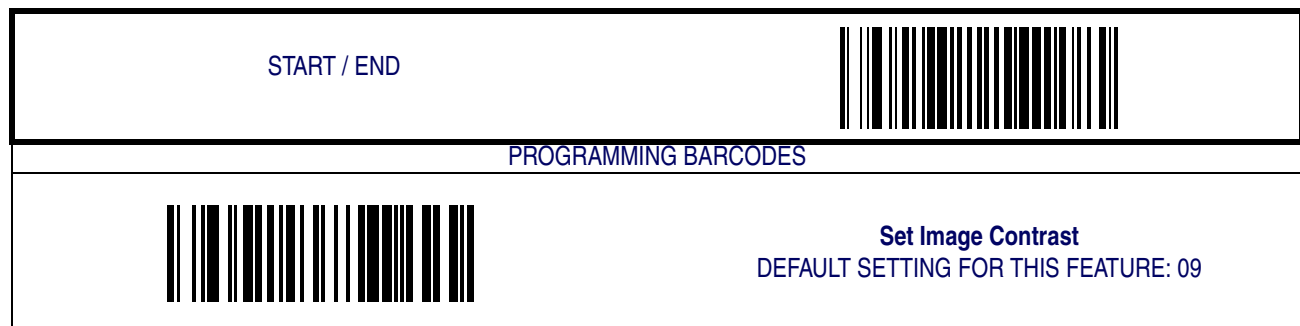 START / END
PROGRAMMING BARCODES
Set Image Contrast
DEFAULT SETTING FOR THIS FEATURE: 09